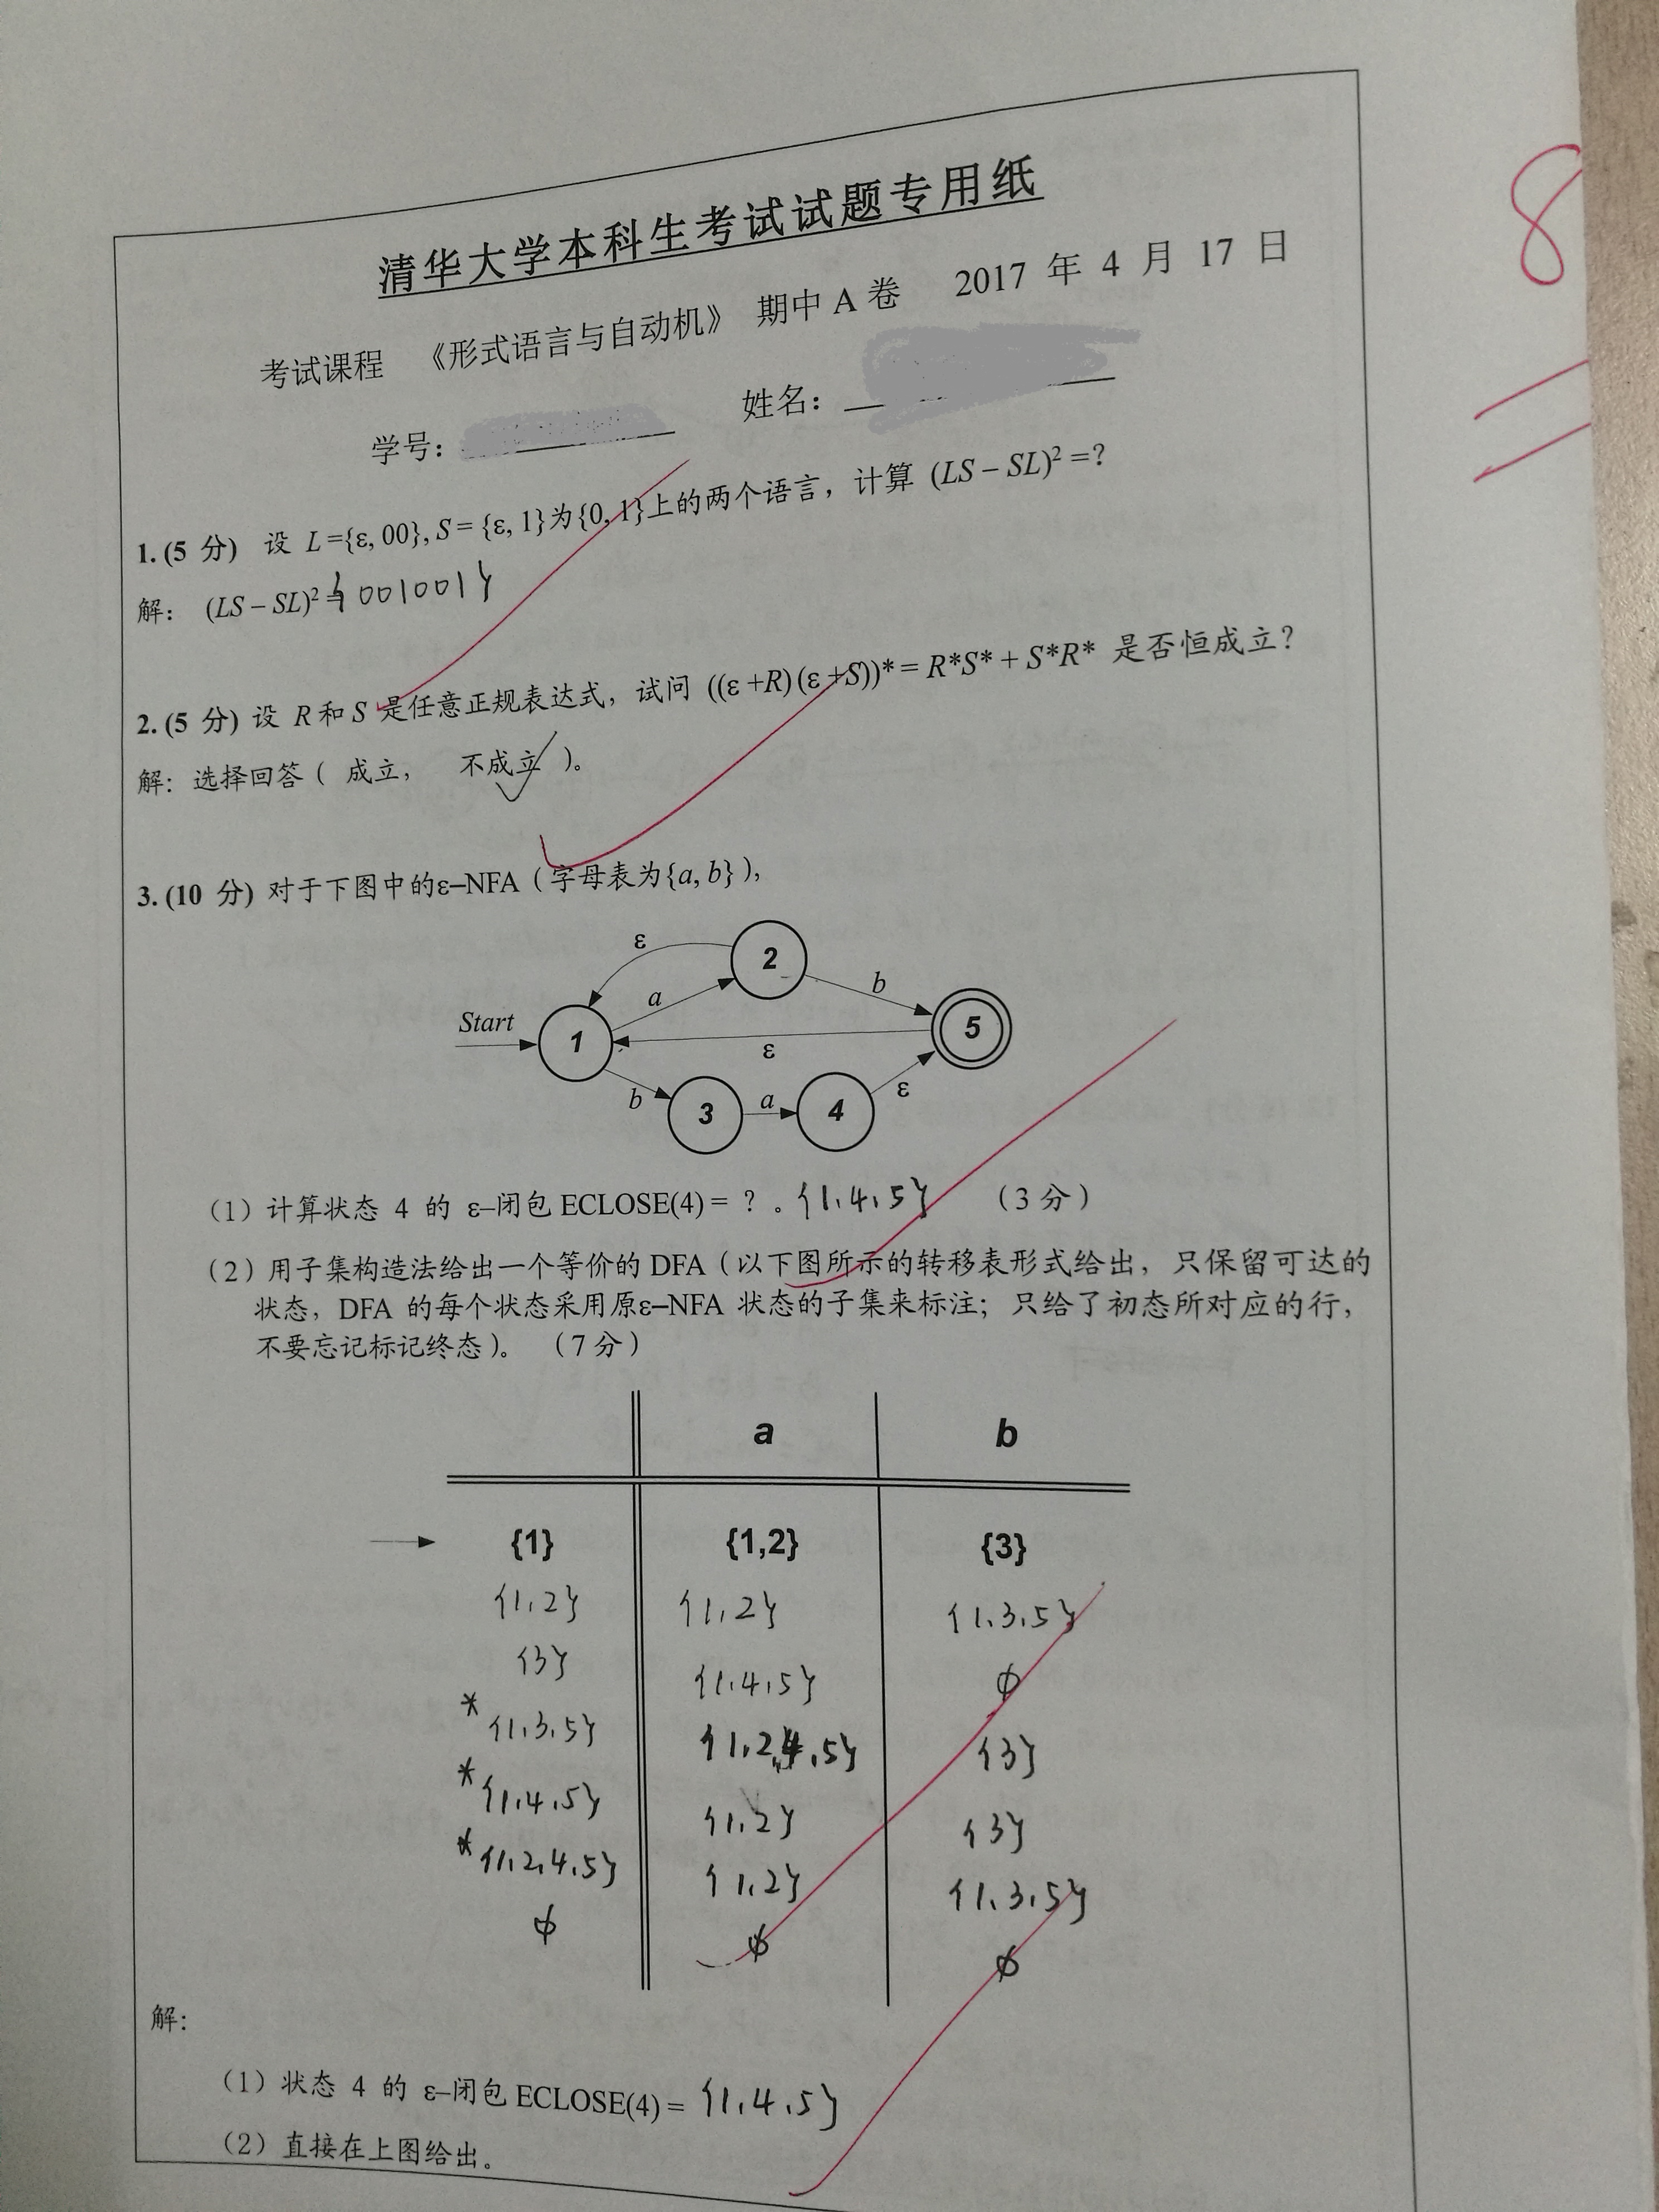 清华大学本科生考试试题专用纸
考试课程 《形式语言与自动机》 期中 A 卷 2017 年 4 月 17 日
学号: 姓名:
1. (5 分) 设 L={ε, 00}, S = {ε, 1}为{0, 1}上的两个语言，计算 (LS – SL)² =?
解: (LS – SL)² = {001001}
2. (5 分) 设 R和S 是任意正规表达式，试问 ((ε +R) (ε +S))* = R*S* + S*R* 是否恒成立?
解: 选择回答 ( 成立, 不成立 )。
3. (10 分) 对于下图中的ε–NFA (字母表为{a, b}),
ε
2
b
a
Start
1
5
ε
b
3
a
4
ε
(1) 计算状态 4 的 ε–闭包 ECLOSE(4) = ? 。 {1,4,5} (3 分)
(2) 用子集构造法给出一个等价的 DFA (以下图所示的转移表形式给出，只保留可达的
状态，DFA 的每个状态采用原ε–NFA 状态的子集来标注；只给了初态所对应的行，
不要忘记标记终态)。 (7 分)
a b
{1} {1,2} {3}
{1,2} {1,2} {1,3,5}
{3} {1,4,5} ϕ
* {1,3,5} {1,2,4,5} {3}
* {1,4,5} {1,2} {3}
* {1,2,4,5} {1,2} {1,3,5}
ϕ ϕ ϕ
解:
(1) 状态 4 的 ε–闭包 ECLOSE(4) = {1,4,5}
(2) 直接在上图给出。
8